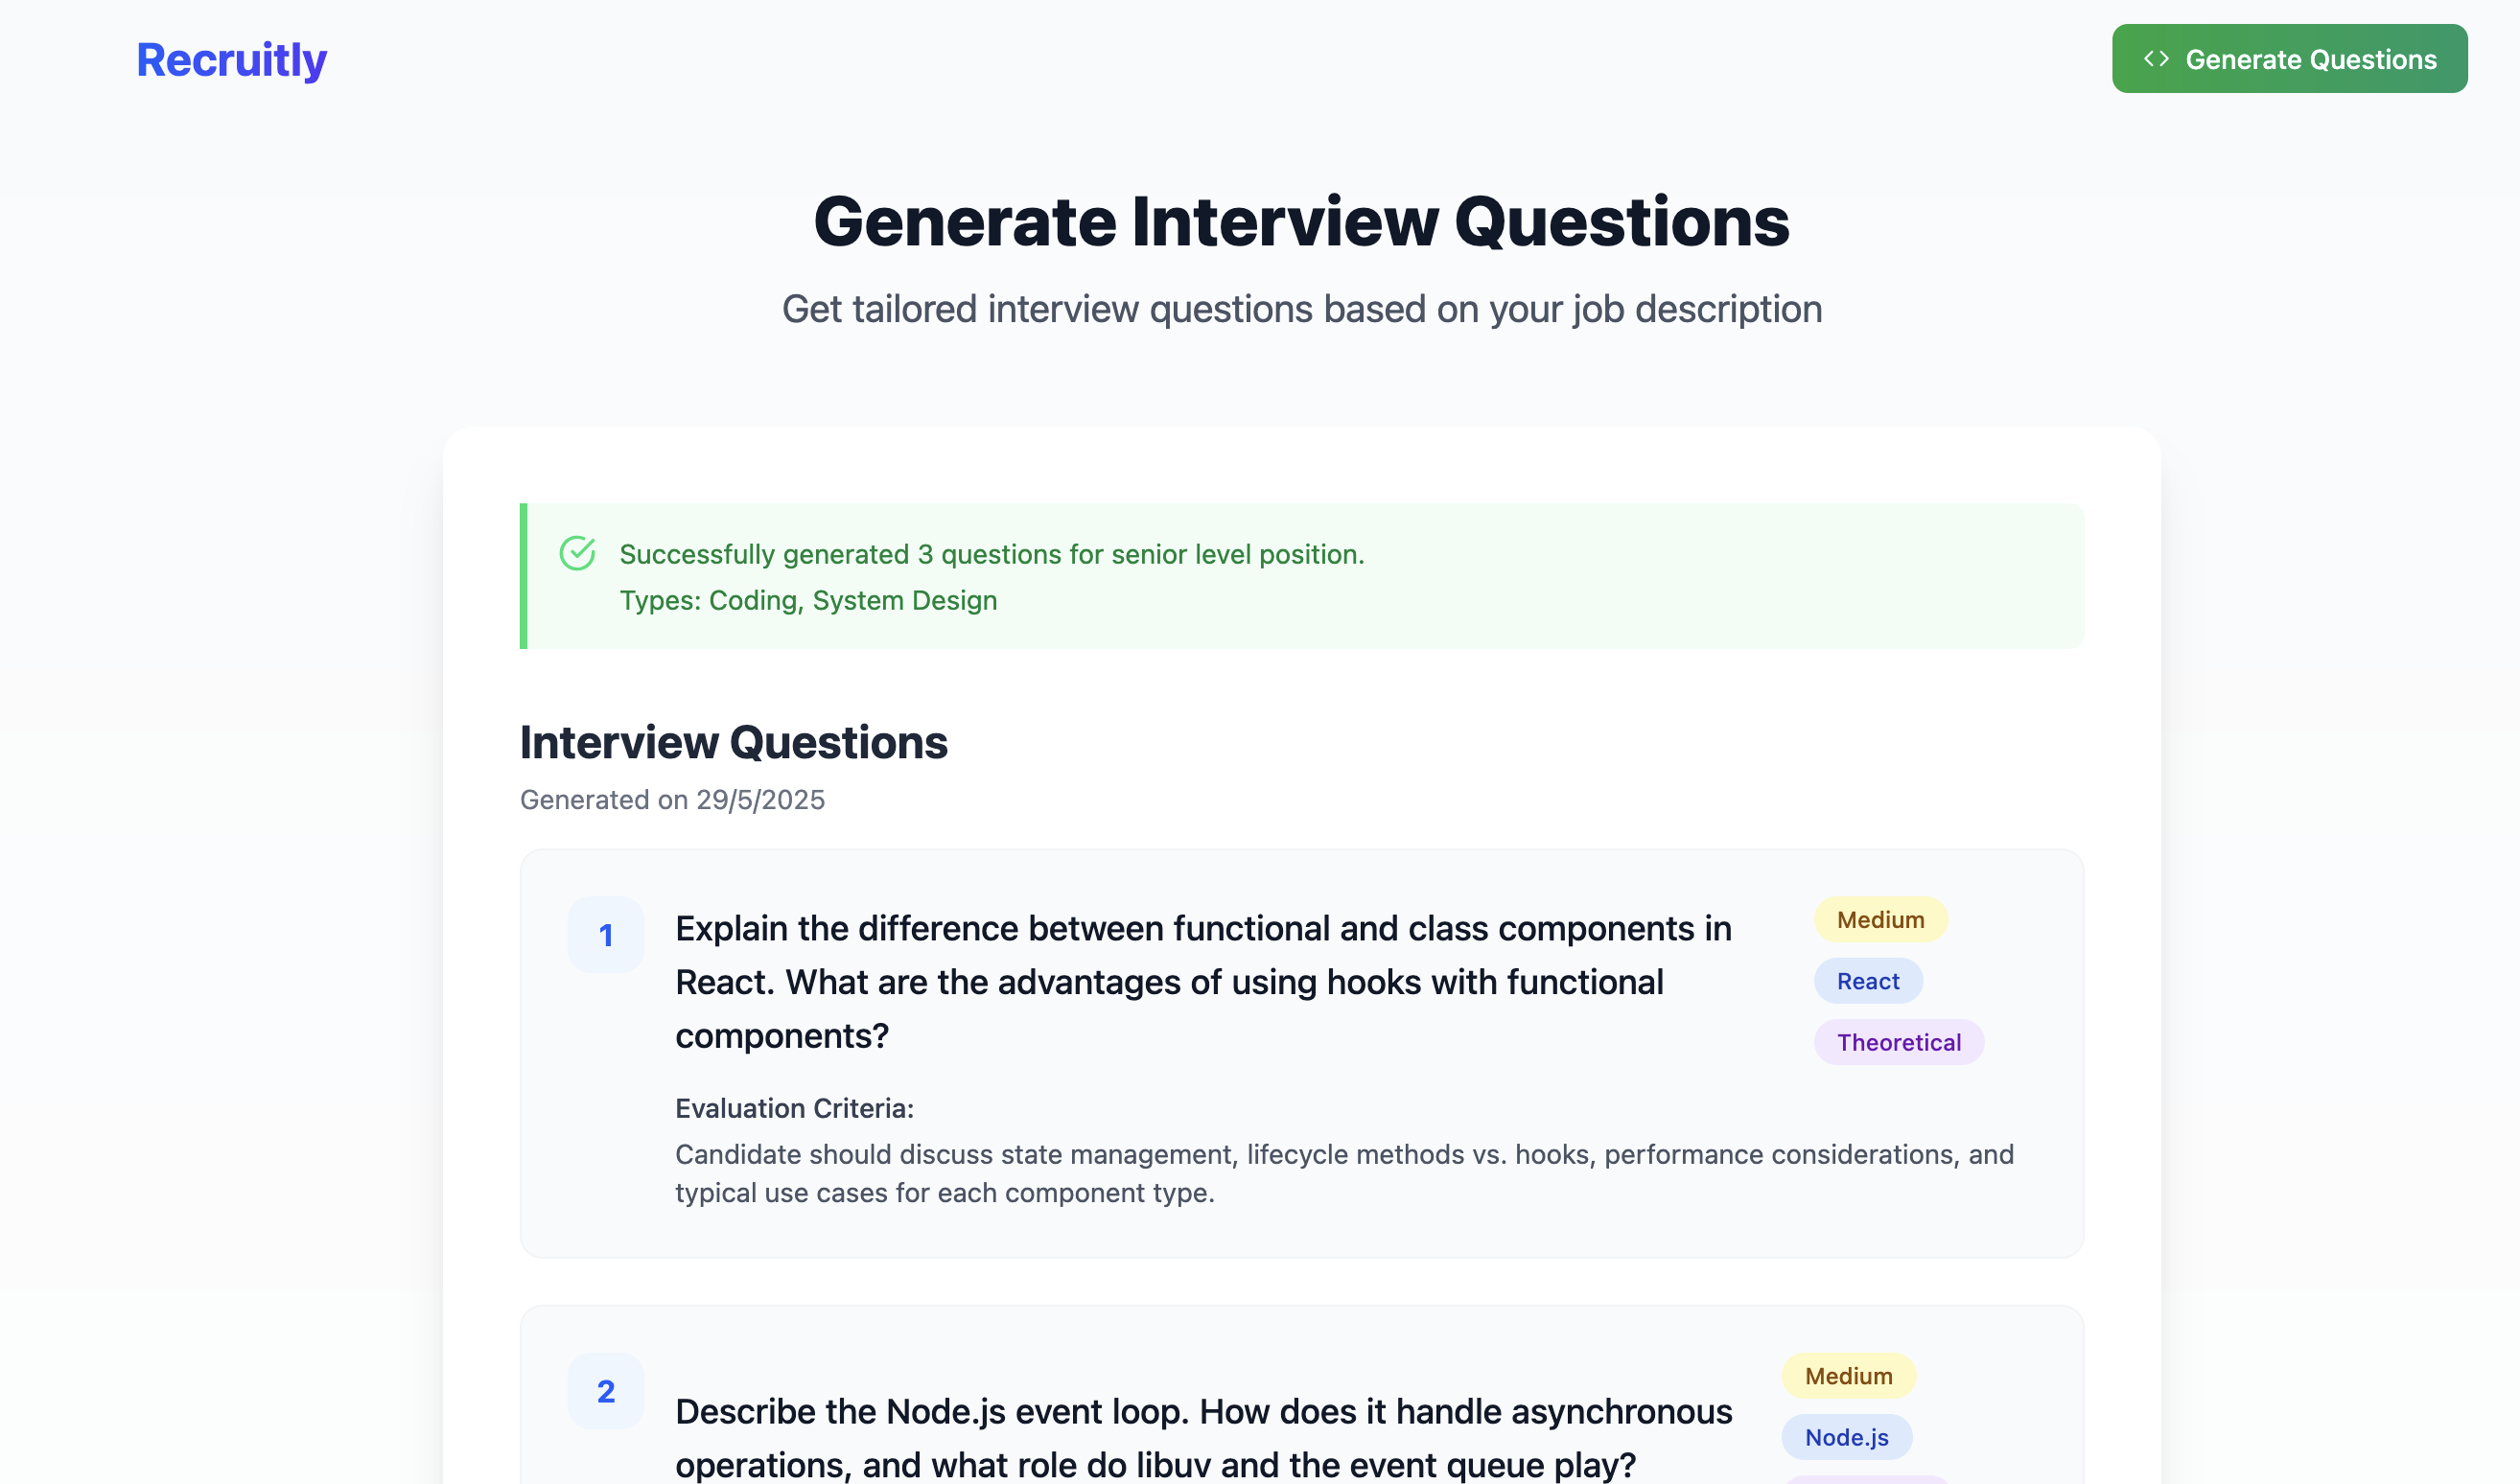 Recruitly
Generate Questions
Generate Interview Questions
Get tailored interview questions based on your job description
Successfully generated 3 questions for senior level position.
Types: Coding, System Design
Interview Questions
Generated on 29/5/2025
1
Explain the difference between functional and class components in
React. What are the advantages of using hooks with functional
components?
Medium
React
Theoretical
Evaluation Criteria:
Candidate should discuss state management, lifecycle methods vs. hooks, performance considerations, and
typical use cases for each component type.
2
Describe the Node.js event loop. How does it handle asynchronous
operations, and what role do libuv and the event queue play?
Medium
Node.js